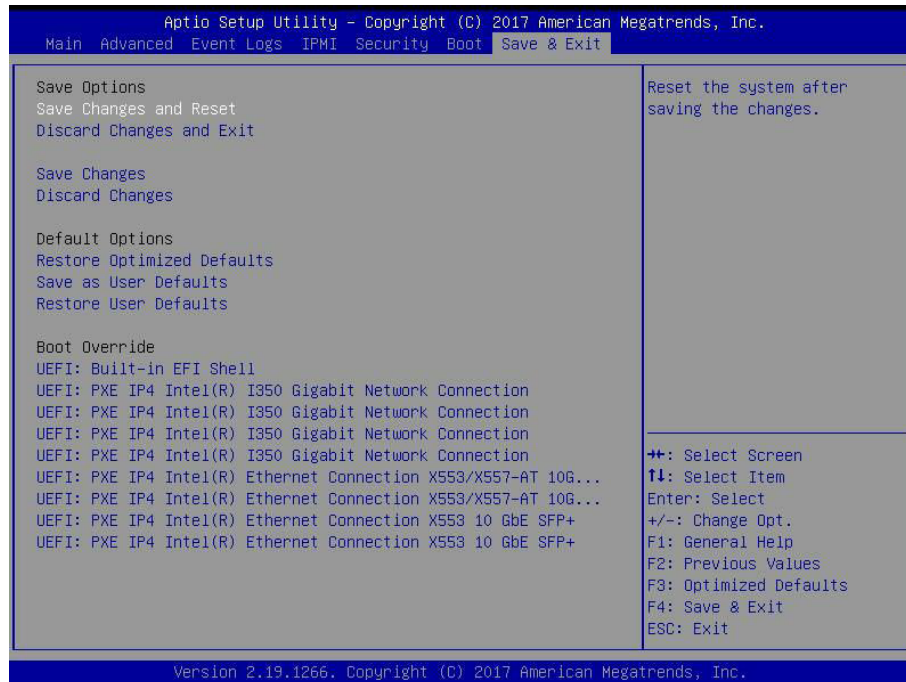 Aptio Setup Utility – Copyright (C) 2017 American Megatrends, Inc.
Main Advanced Event Logs IPMI Security Boot Save & Exit
Save Options
Save Changes and Reset
Discard Changes and Exit
Save Changes
Discard Changes
Default Options
Restore Optimized Defaults
Save as User Defaults
Restore User Defaults
Boot Override
UEFI: Built-in EFI Shell
UEFI: PXE IP4 Intel(R) I350 Gigabit Network Connection
UEFI: PXE IP4 Intel(R) I350 Gigabit Network Connection
UEFI: PXE IP4 Intel(R) I350 Gigabit Network Connection
UEFI: PXE IP4 Intel(R) I350 Gigabit Network Connection
UEFI: PXE IP4 Intel(R) Ethernet Connection X553/X557-AT 10G...
UEFI: PXE IP4 Intel(R) Ethernet Connection X553/X557-AT 10G...
UEFI: PXE IP4 Intel(R) Ethernet Connection X553 10 GbE SFP+
UEFI: PXE IP4 Intel(R) Ethernet Connection X553 10 GbE SFP+
Reset the system after
saving the changes.
→←: Select Screen
↑↓: Select Item
Enter: Select
+/-: Change Opt.
F1: General Help
F2: Previous Values
F3: Optimized Defaults
F4: Save & Exit
ESC: Exit
Version 2.19.1266. Copyright (C) 2017 American Megatrends, Inc.